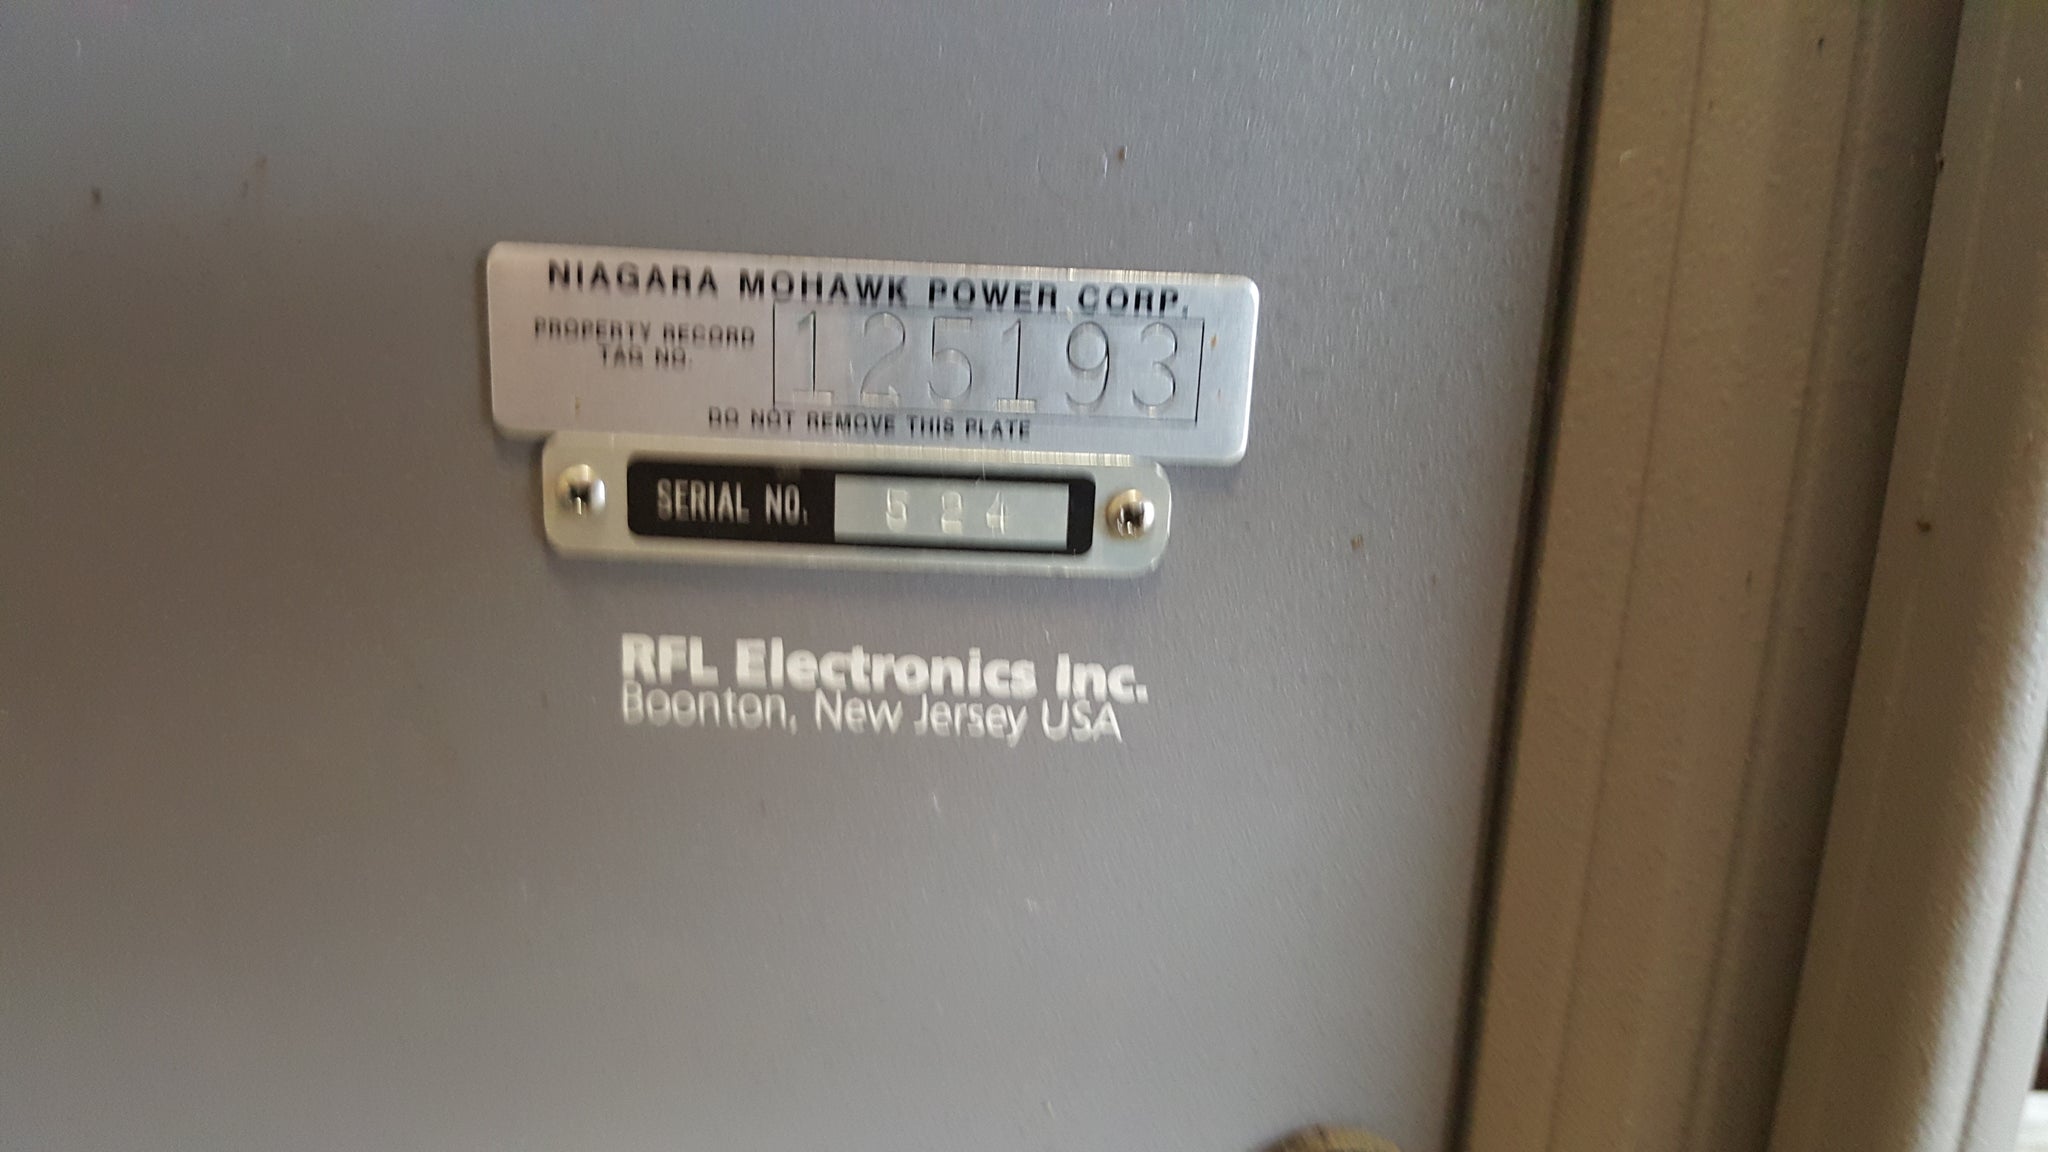 NIAGARA MOHAWK POWER CORP.
PROPERTY RECORD
TAG NO.
125193
DO NOT REMOVE THIS PLATE
SERIAL NO. 524
RFL Electronics Inc.
Boonton, New Jersey USA